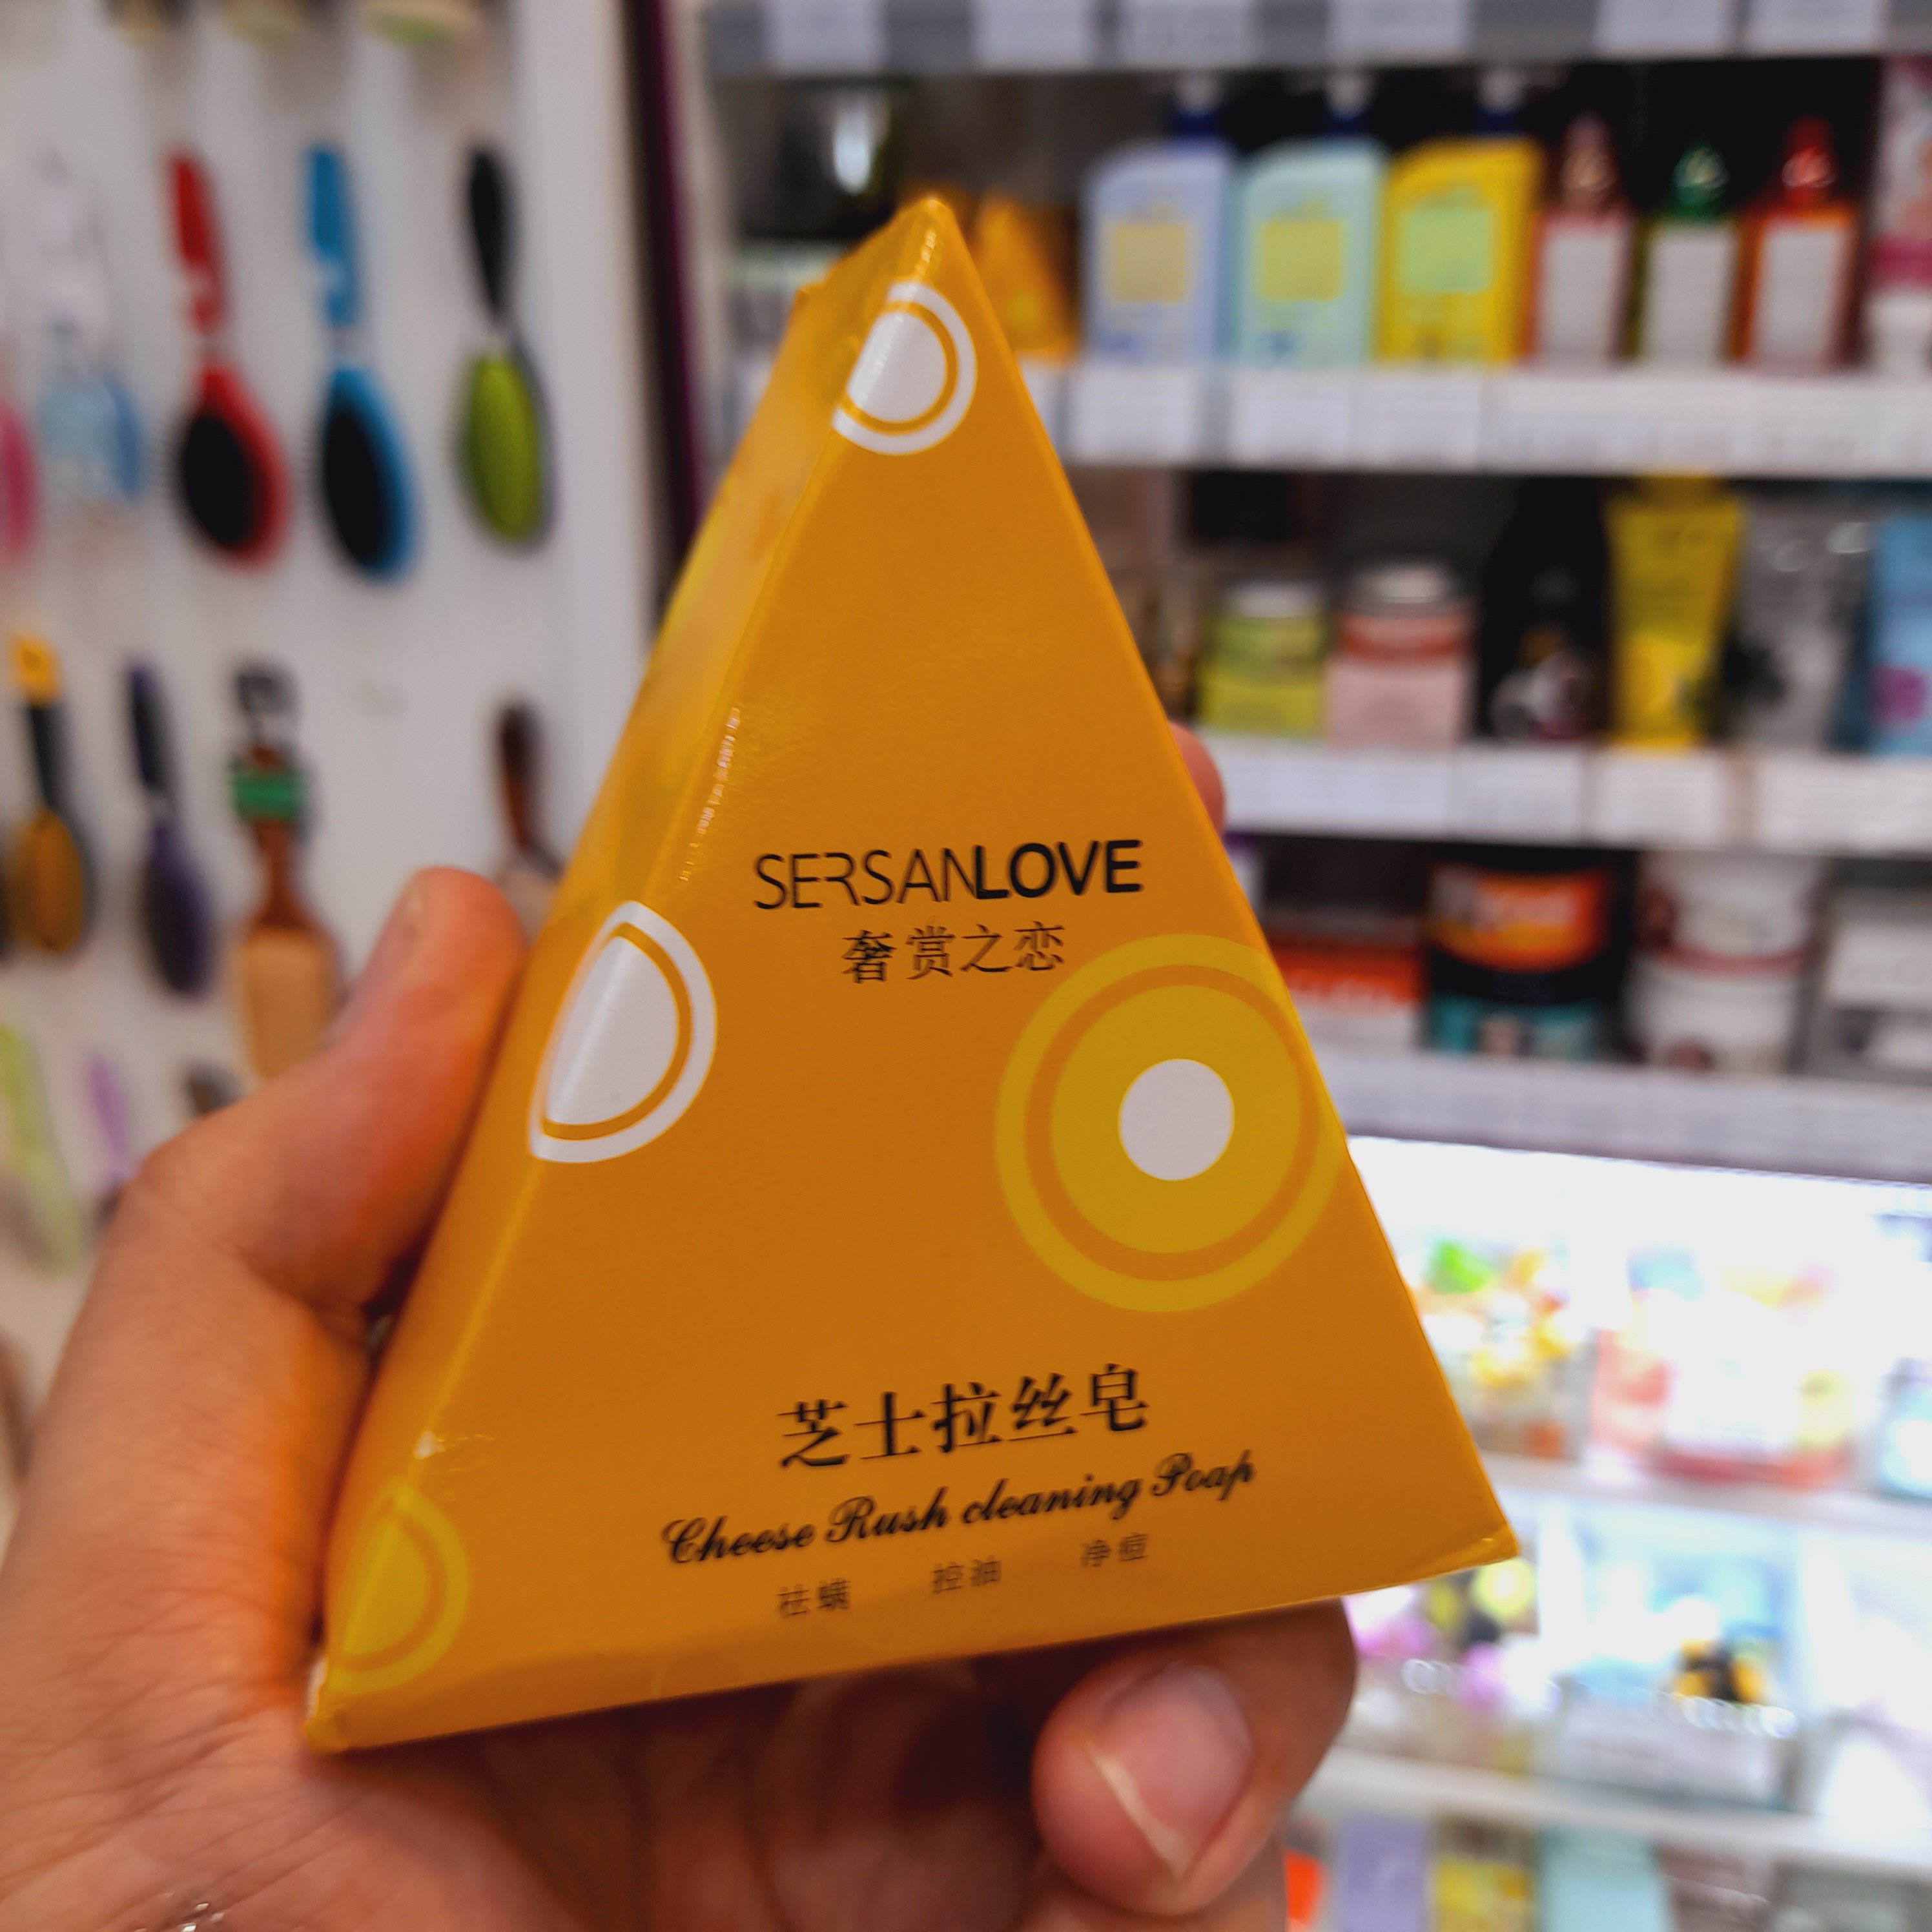 SERSANLOVE
奢赏之恋
芝士拉丝皂
Cheese Rush cleaning Poap
祛螨 控油 净痘